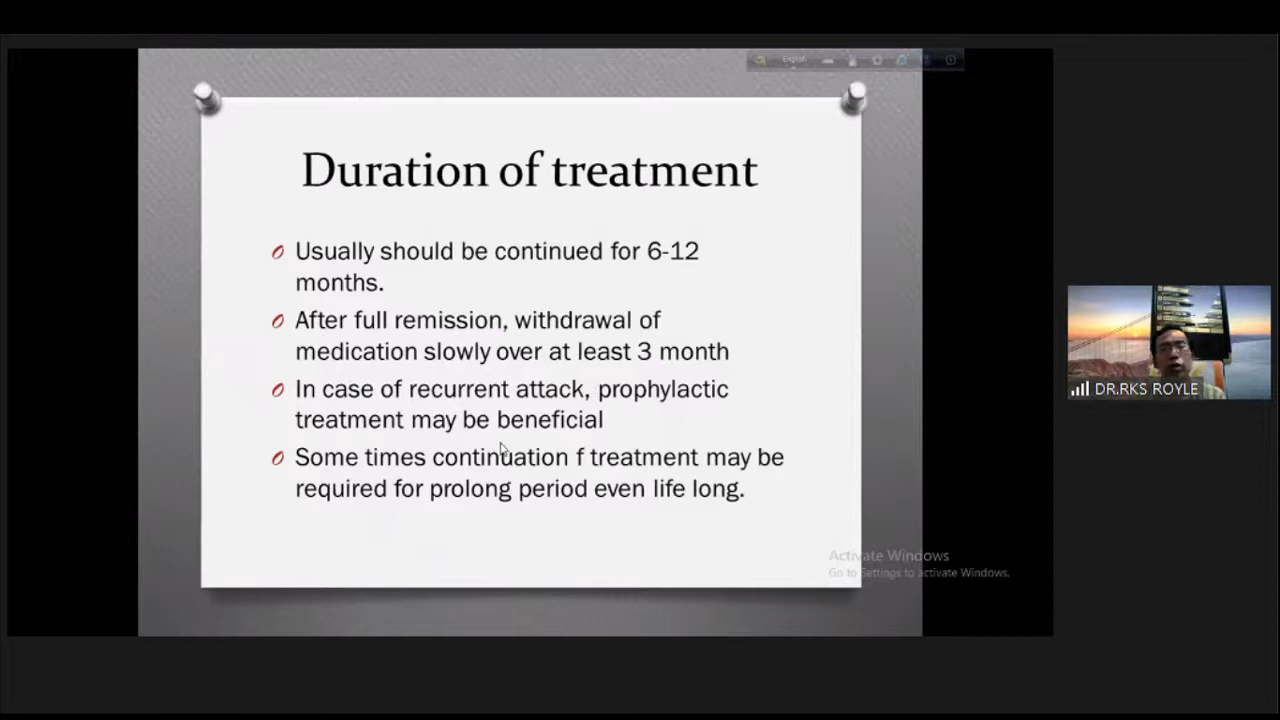 English
Duration of treatment
Usually should be continued for 6-12
months.
After full remission, withdrawal of
medication slowly over at least 3 month
In case of recurrent attack, prophylactic
treatment may be beneficial
Some times continuation f treatment may be
required for prolong period even life long.
Activate Windows
Go to Settings to activate Windows.
DR.RKS ROYLE